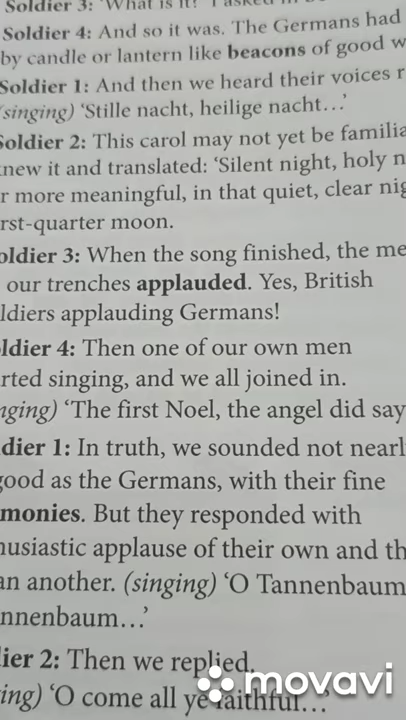 Soldier 3: 'What is it?' I asked
Soldier 4: And so it was. The Germans had
by candle or lantern like beacons of good w
Soldier 1: And then we heard their voices r
(singing) 'Stille nacht, heilige nacht…'
Soldier 2: This carol may not yet be familia
new it and translated: 'Silent night, holy n
r more meaningful, in that quiet, clear nig
rst-quarter moon.
oldier 3: When the song finished, the me
our trenches applauded. Yes, British
ldiers applauding Germans!
ldier 4: Then one of our own men
rted singing, and we all joined in.
nging) 'The first Noel, the angel did say
dier 1: In truth, we sounded not nearl
good as the Germans, with their fine
monies. But they responded with
husiastic applause of their own and th
an another. (singing) 'O Tannenbaum
nnenbaum…'
ier 2: Then we replied.
ing) 'O come all ye faithful…'
movavi